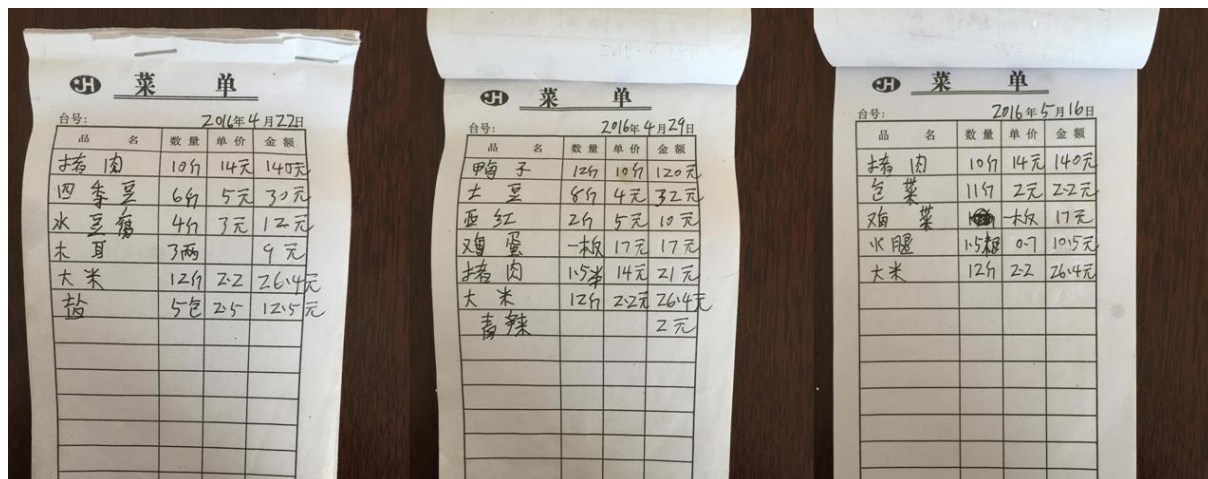 JH 菜 单
台号: 2016年4月22日
品 名 数量 单价 金额
猪肉 10斤 14元 140元
四季豆 6斤 5元 30元
水豆腐 4斤 3元 12元
木耳 3两 9元
大米 12斤 2.2 26.4元
盐 5包 2.5 12.5元
JH 菜 单
台号: 2016年4月29日
品 名 数量 单价 金额
鸭子 12斤 10斤 120元
土豆 8斤 4元 32元
西红 2斤 5元 10元
鸡蛋 一板 17元 17元
猪肉 1.5斤 14元 21元
大米 12斤 2.2元 26.4元
青辣 2元
JH 菜 单
台号: 2016年5月16日
品 名 数量 单价 金额
猪肉 10斤 14元 140元
包菜 11斤 2元 22元
鸡菜 一板 17元
火腿 15根 0.7 10.5元
大米 12斤 2.2 26.4元